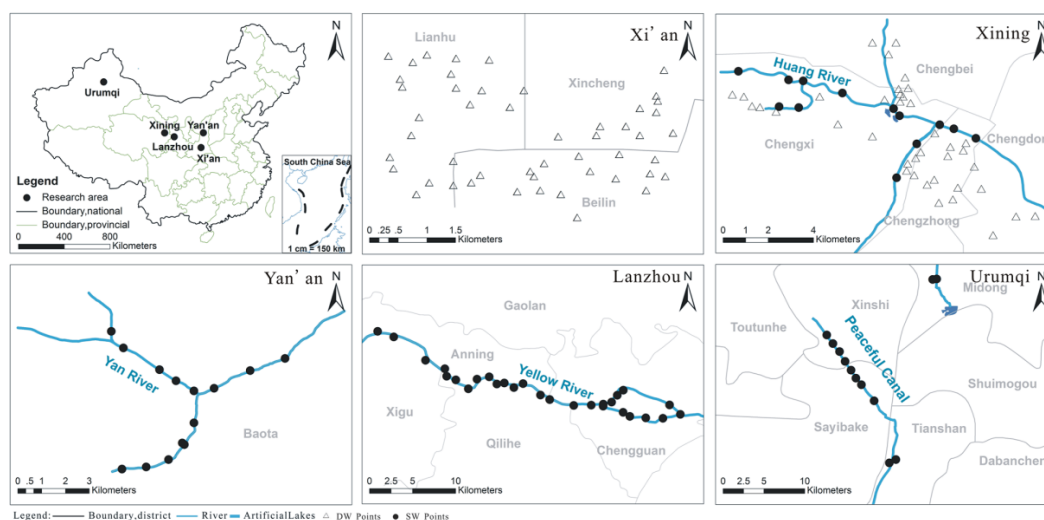 N
Urumqi
Xining
Yan'an
Lanzhou
Xi'an
Legend
Research area
Boundary,national
Boundary,provincial
0 400 800
Kilometers
South China Sea
1 cm = 150 km
Xi' an
N
Lianhu
Xincheng
Beilin
0 .25 .5 1 1.5
Kilometers
Xining
N
Huang River
Chengbei
Chengxi
Chengdon
Chengzhong
0 1 2 4
Kilometers
Yan' an
N
Yan River
Baota
0 .5 1 2 3
Kilometers
Lanzhou
N
Gaolan
Anning
Yellow River
Xigu
Qilihe
Chengguan
0 2.5 5 10
Kilometers
Urumqi
N
Midong
Xinshi
Toutunhe
Peaceful Canal
Shuimogou
Sayibake
Tianshan
Dabanchen
0 2.5 5 10
Kilometers
Legend: Boundary,district River ArtificialLakes DW Points SW Points